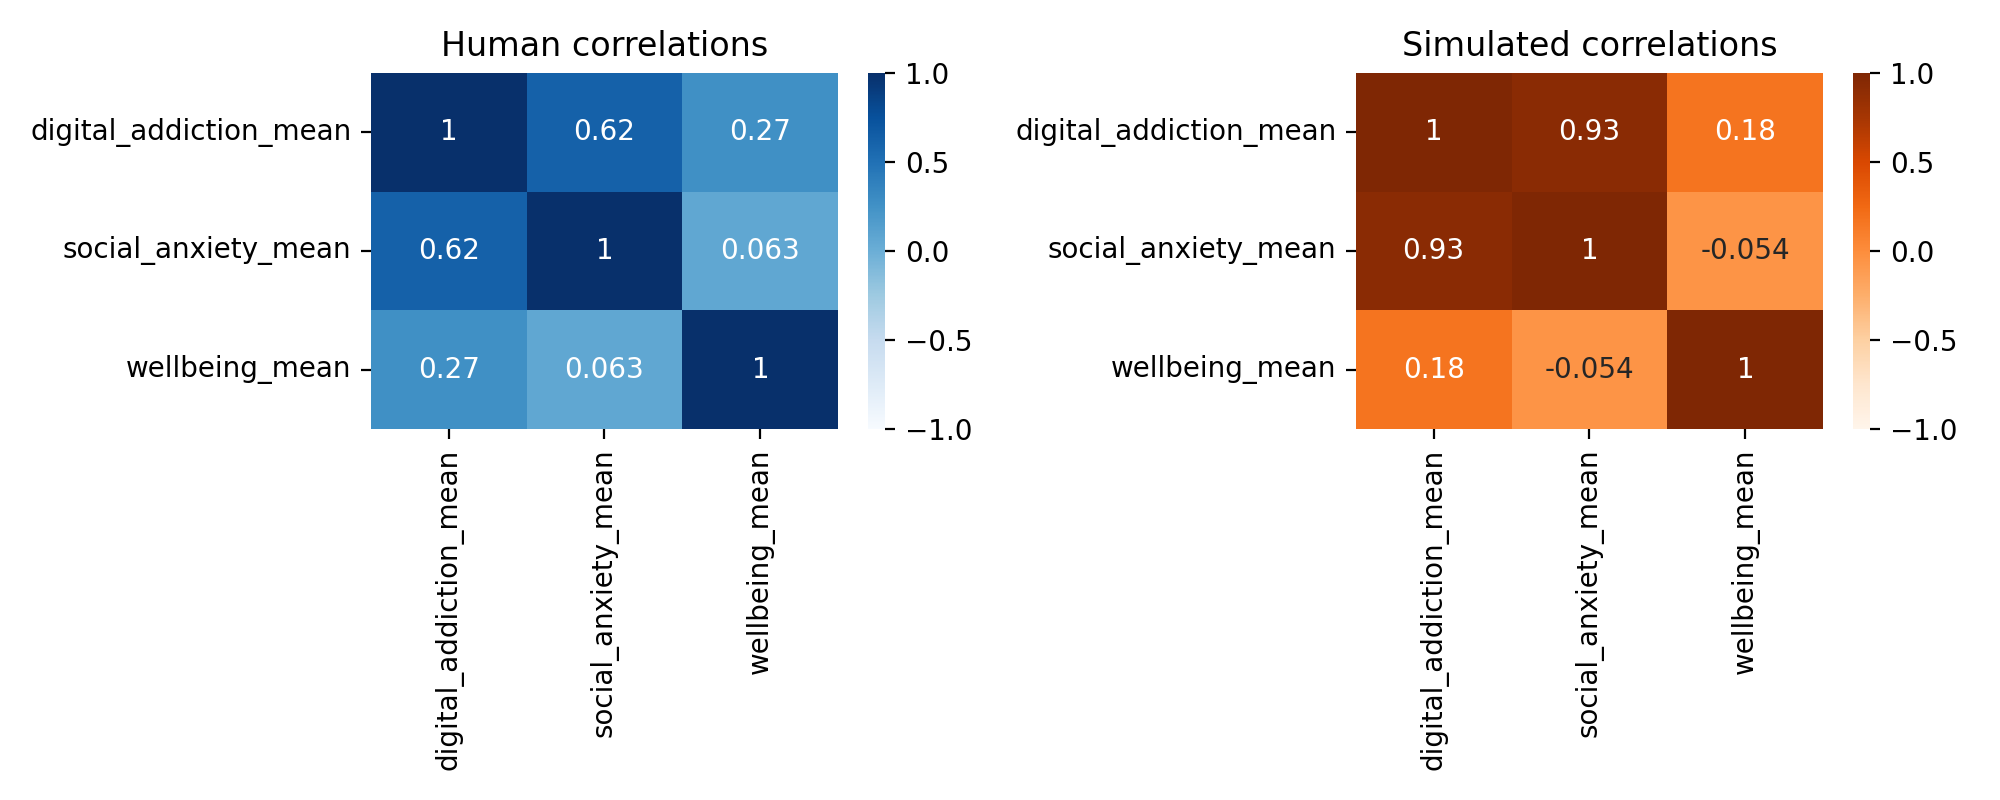 Human correlations
digital_addiction_mean
social_anxiety_mean
wellbeing_mean
1 0.62 0.27
0.62 1 0.063
0.27 0.063 1
digital_addiction_mean
social_anxiety_mean
wellbeing_mean
1.0
0.5
0.0
−0.5
−1.0
Simulated correlations
digital_addiction_mean
social_anxiety_mean
wellbeing_mean
1 0.93 0.18
0.93 1 -0.054
0.18 -0.054 1
digital_addiction_mean
social_anxiety_mean
wellbeing_mean
1.0
0.5
0.0
−0.5
−1.0